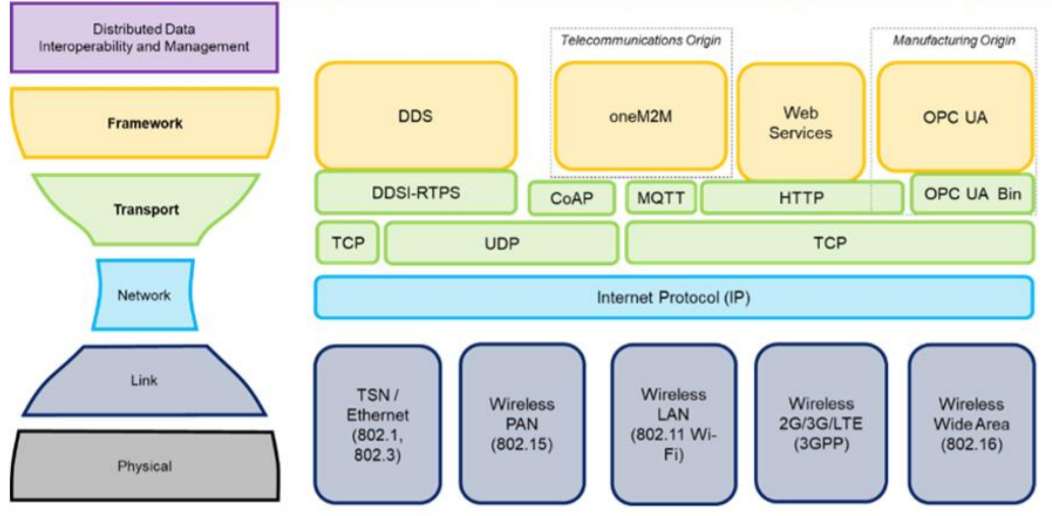 Distributed Data
Interoperability and Management
Framework
Transport
Network
Link
Physical
Telecommunications Origin
Manufacturing Origin
DDS
oneM2M
Web
Services
OPC UA
DDSI-RTPS
CoAP
MQTT
HTTP
OPC UA Bin
TCP
UDP
TCP
Internet Protocol (IP)
TSN /
Ethernet
(802.1,
802.3)
Wireless
PAN
(802.15)
Wireless
LAN
(802.11 Wi-
Fi)
Wireless
2G/3G/LTE
(3GPP)
Wireless
Wide Area
(802.16)